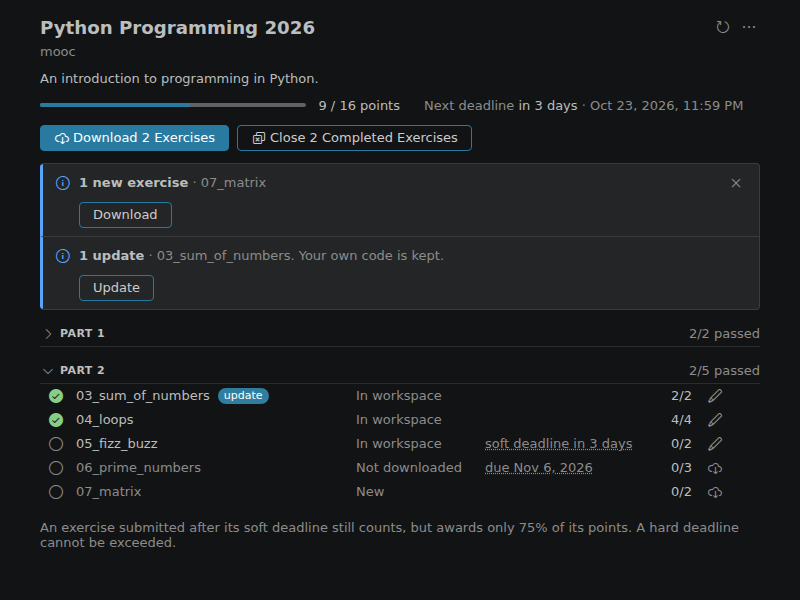 Python Programming 2026
mooc
An introduction to programming in Python.
9 / 16 points Next deadline in 3 days · Oct 23, 2026, 11:59 PM
Download 2 Exercises Close 2 Completed Exercises
1 new exercise · 07_matrix
Download
1 update · 03_sum_of_numbers. Your own code is kept.
Update
PART 1 2/2 passed
PART 2 2/5 passed
03_sum_of_numbers update In workspace 2/2
04_loops In workspace 4/4
05_fizz_buzz In workspace soft deadline in 3 days 0/2
06_prime_numbers Not downloaded due Nov 6, 2026 0/3
07_matrix New 0/2
An exercise submitted after its soft deadline still counts, but awards only 75% of its points. A hard deadline
cannot be exceeded.